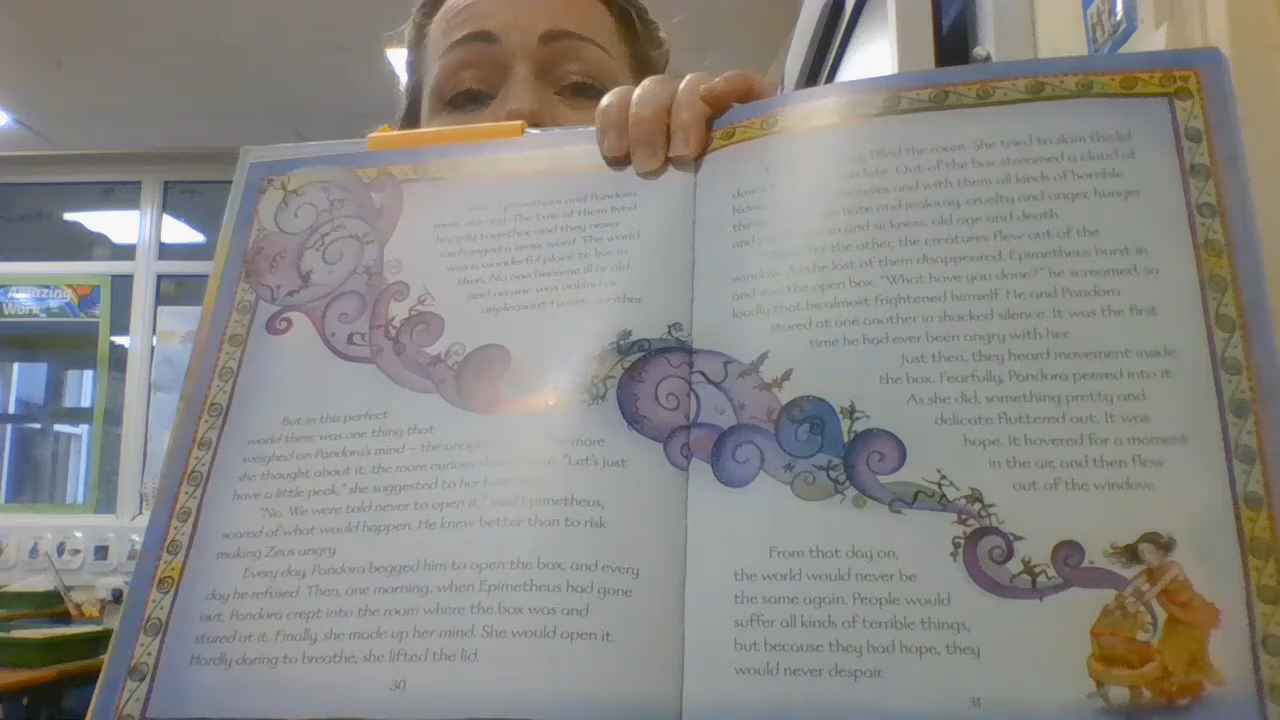 Amazing
Work
Epimetheus and Pandora
were married. The two of them lived
happily together, and they never
exchanged a cross word. The world
was a wonderful place to live in
then. No one became ill or old
and no one was unkind or
unpleasant to one another.
But in this perfect
world there was one thing that
weighed on Pandora's mind – the more
she thought about it, the more curious "Let's just
have a little peek," she suggested to her
"No. We were told never to open it," said Epimetheus,
scared of what would happen. He knew better than to risk
making Zeus angry
Every day, Pandora begged him to open the box, and every
day he refused. Then, one morning, when Epimetheus had gone
out, Pandora crept into the room where the box was and
stared at it. Finally she made up her mind. She would open it.
Hardly daring to breathe, she lifted the lid.
30
filled the room. She tried to slam the lid
down late. Out of the box streamed a cloud of
and with them all kinds of horrible
things hate and jealousy, cruelty and anger, hunger
and and sickness, old age and death.
the other, the creatures flew out of the
window. As the last of them disappeared, Epimetheus burst in
and saw the open box. "What have you done?" he screamed, so
loudly that he almost frightened himself. He and Pandora
stared at one another in shocked silence. It was the first
time he had ever been angry with her.
Just then, they heard movement inside
the box. Fearfully, Pandora peered into it.
As she did, something pretty and
delicate fluttered out. It was
hope. It hovered for a moment
in the air, and then flew
out of the window.
From that day on,
the world would never be
the same again. People would
suffer all kinds of terrible things,
but because they had hope, they
would never despair.
31